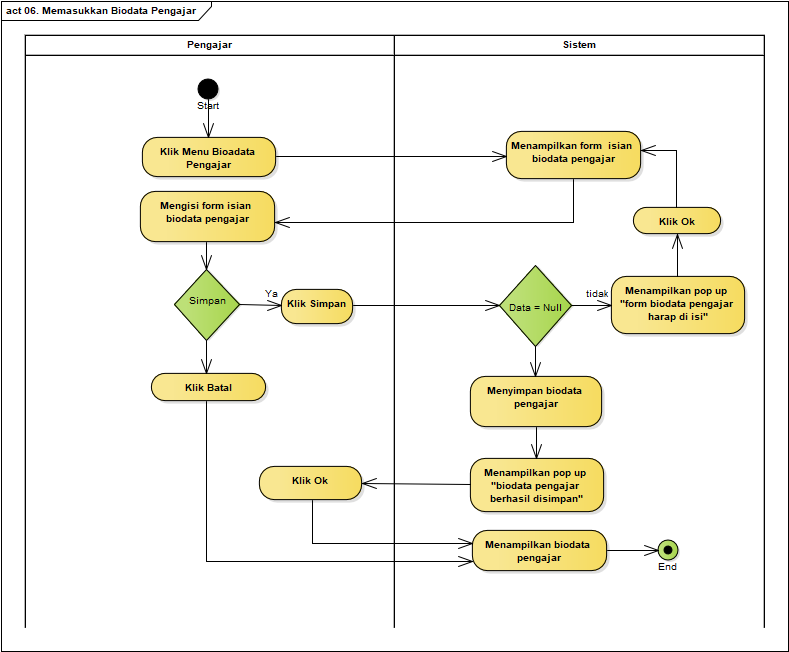 act 06. Memasukkan Biodata Pengajar
Pengajar
Sistem
Start
Klik Menu Bioadata
Pengajar
Menampilkan form  isian
biodata pengajar
Mengisi form isian
biodata pengajar
Klik Ok
Simpan
Ya
Klik Simpan
Data = Null
tidak
Menampilkan pop up
"form biodata pengajar
harap di isi"
Klik Batal
Menyimpan biodata
pengajar
Klik Ok
Menampilkan pop up
"biodata pengajar
berhasil disimpan"
Menampilkan biodata
pengajar
End